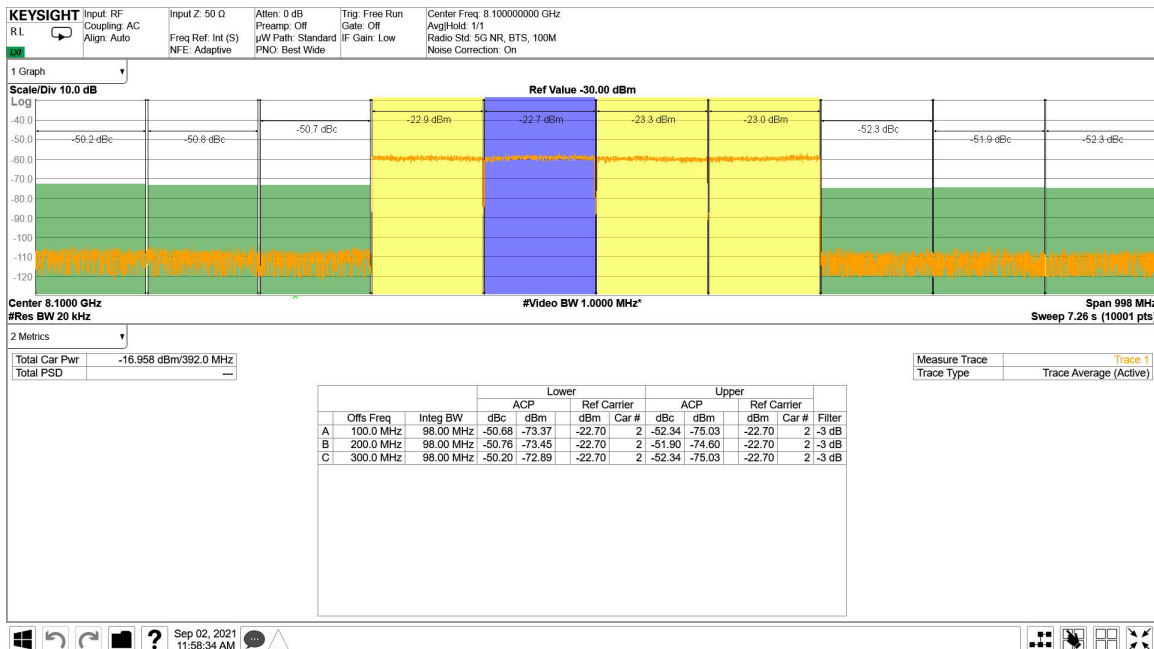 KEYSIGHT Input: RF Input Z: 50 Ω Atten: 0 dB Trig: Free Run Center Freq: 8.100000000 GHz
R L Coupling: AC Preamp: Off Gate: Off Avg|Hold: 1/1
Align: Auto Freq Ref: Int (S) µW Path: Standard IF Gain: Low Radio Std: 5G NR, BTS, 100M
LXI NFE: Adaptive PNO: Best Wide Noise Correction: On
1 Graph
Scale/Div 10.0 dB Ref Value -30.00 dBm
Log
-40.0
-50.0
-60.0
-70.0
-80.0
-90.0
-100
-110
-120
-50.2 dBc -50.8 dBc -50.7 dBc -22.9 dBm -22.7 dBm -23.3 dBm -23.0 dBm -52.3 dBc -51.9 dBc -52.3 dBc
Center 8.1000 GHz #Video BW 1.0000 MHz* Span 998 MHz
#Res BW 20 kHz Sweep 7.26 s (10001 pts)
2 Metrics
Total Car Pwr -16.958 dBm/392.0 MHz Measure Trace Trace 1
Total PSD --- Trace Type Trace Average (Active)
Lower Upper
ACP Ref Carrier ACP Ref Carrier
Offs Freq Integ BW dBc dBm dBm Car # dBc dBm dBm Car # Filter
A 100.0 MHz 98.00 MHz -50.68 -73.37 -22.70 2 -52.34 -75.03 -22.70 2 -3 dB
B 200.0 MHz 98.00 MHz -50.76 -73.45 -22.70 2 -51.90 -74.60 -22.70 2 -3 dB
C 300.0 MHz 98.00 MHz -50.20 -72.89 -22.70 2 -52.34 -75.03 -22.70 2 -3 dB
? Sep 02, 2021
11:58:34 AM